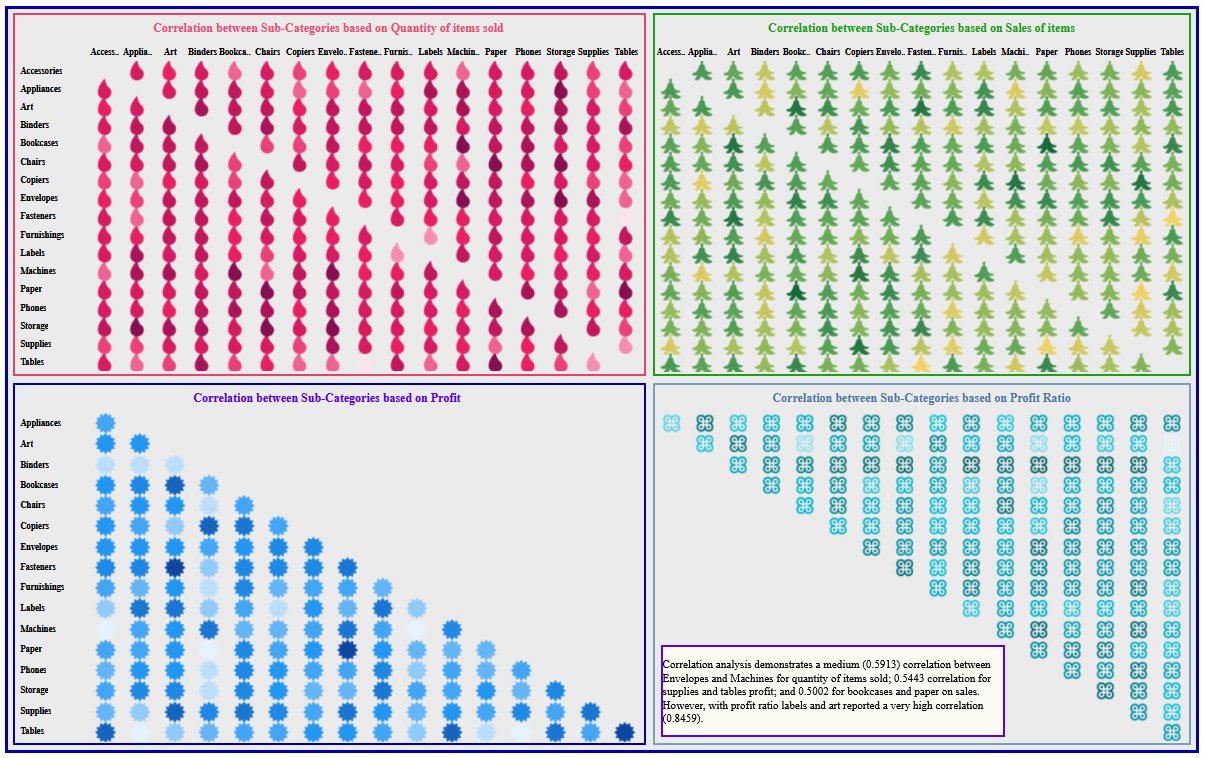 Correlation between Sub-Categories based on Quantity of items sold
Access.. Applia.. Art Binders Bookca.. Chairs Copiers Envelo.. Fastene.. Furnis.. Labels Machin.. Paper Phones Storage Supplies Tables
Accessories
Appliances
Art
Binders
Bookcases
Chairs
Copiers
Envelopes
Fasteners
Furnishings
Labels
Machines
Paper
Phones
Storage
Supplies
Tables
Correlation between Sub-Categories based on Sales of items
Access.. Applia.. Art Binders Bookc.. Chairs Copiers Envelo.. Fasten.. Furnis.. Labels Machi.. Paper Phones Storage Supplies Tables
Correlation between Sub-Categories based on Profit
Appliances
Art
Binders
Bookcases
Chairs
Copiers
Envelopes
Fasteners
Furnishings
Labels
Machines
Paper
Phones
Storage
Supplies
Tables
Correlation between Sub-Categories based on Profit Ratio
Correlation analysis demonstrates a medium (0.5913) correlation between
Envelopes and Machines for quantity of items sold; 0.5443 correlation for
supplies and tables profit; and 0.5002 for bookcases and paper on sales.
However, with profit ratio labels and art reported a very high correlation
(0.8459).